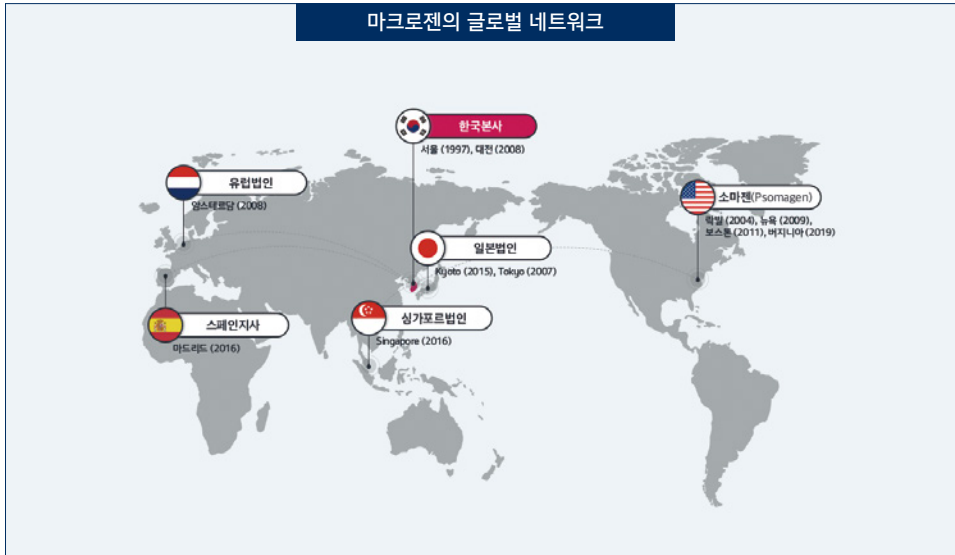 마크로젠의 글로벌 네트워크
한국본사
서울 (1997), 대전 (2008)
유럽법인
암스테르담 (2008)
소마젠(Psomagen)
락빌 (2004), 뉴욕 (2009),
보스톤 (2011), 버지니아 (2019)
일본법인
Kyoto (2015), Tokyo (2007)
스페인지사
마드리드 (2016)
싱가포르법인
Singapore (2016)